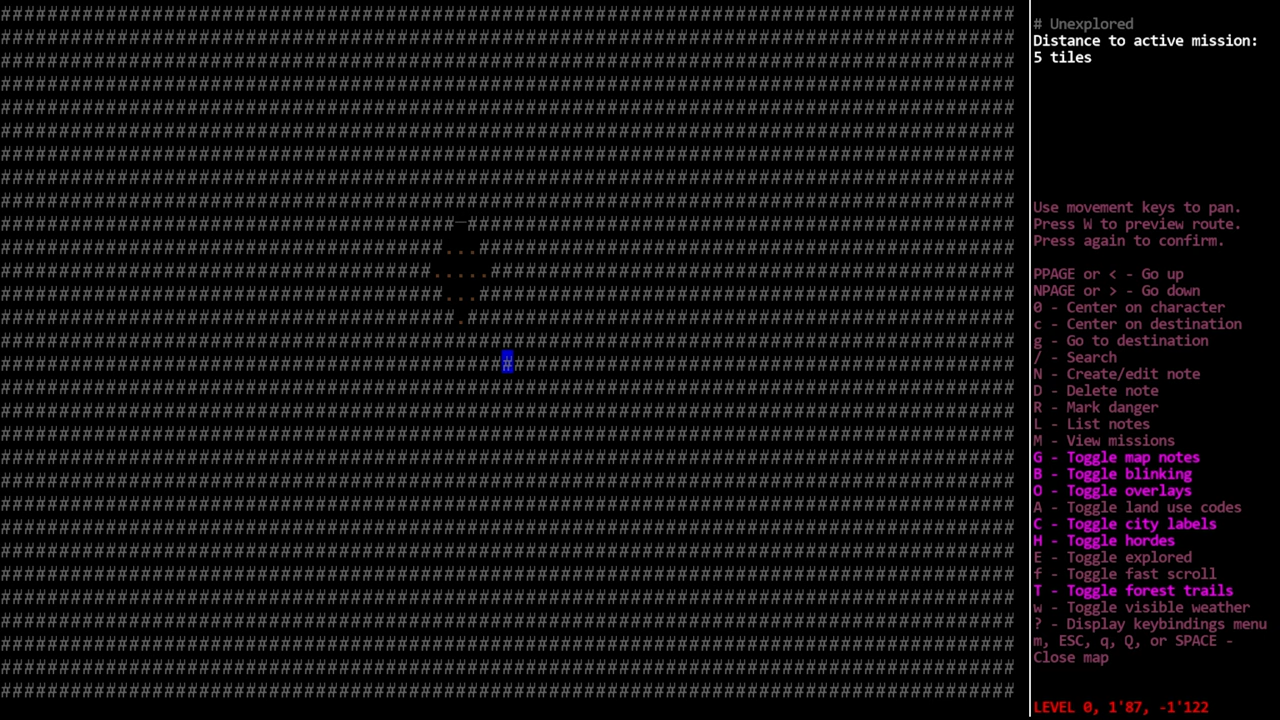 # Unexplored
Distance to active mission:
5 tiles
Use movement keys to pan.
Press W to preview route.
Press again to confirm.
PPAGE or < - Go up
NPAGE or > - Go down
0 - Center on character
c - Center on destination
g - Go to destination
/ - Search
N - Create/edit note
D - Delete note
R - Mark danger
L - List notes
M - View missions
G - Toggle map notes
B - Toggle blinking
O - Toggle overlays
A - Toggle land use codes
C - Toggle city labels
H - Toggle hordes
E - Toggle explored
f - Toggle fast scroll
T - Toggle forest trails
w - Toggle visible weather
? - Display keybindings menu
m, ESC, q, Q, or SPACE -
Close map
LEVEL 0, 1'87, -1'122